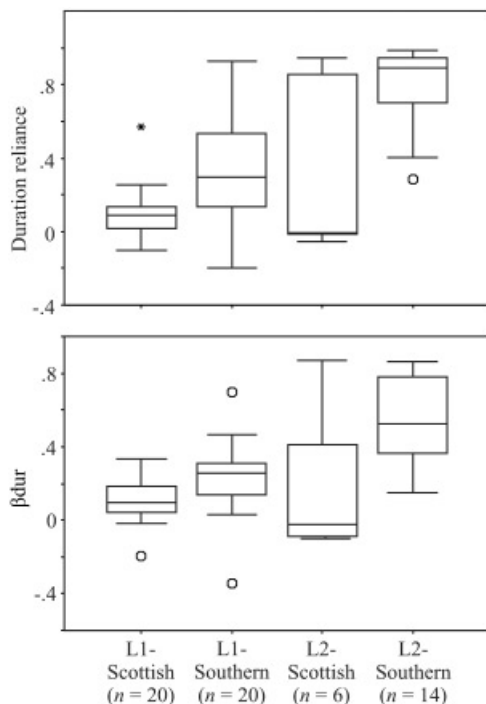 Duration reliance
.8
.4
0
-.4
βdur
.8
.4
0
-.4
L1-
Scottish
(n = 20)
L1-
Southern
(n = 20)
L2-
Scottish
(n = 6)
L2-
Southern
(n = 14)